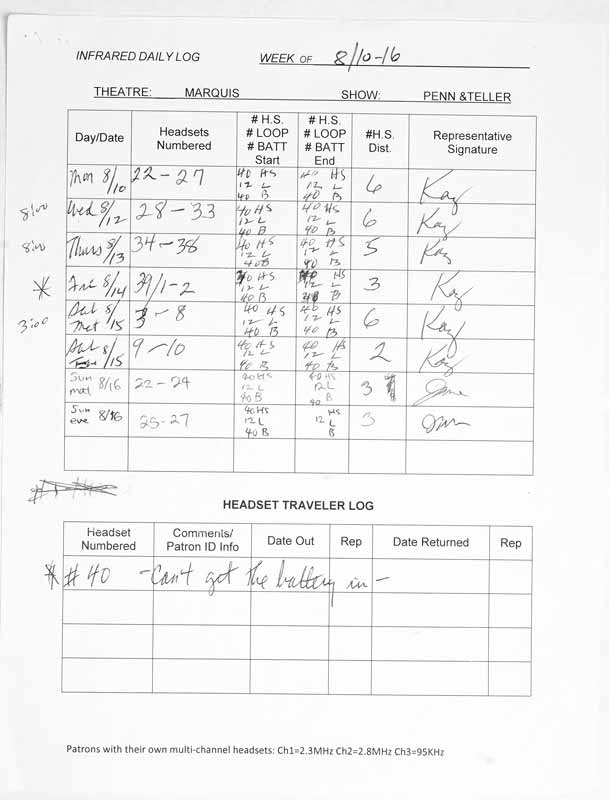 INFRARED DAILY LOG WEEK OF 8/10-16
THEATRE: MARQUIS SHOW: PENN &TELLER
Day/Date Headsets Numbered # H.S. # LOOP # BATT Start # H.S. # LOOP # BATT End #H.S. Dist. Representative Signature
Mon 8/10 22-27 40 HS 12 L 40 B 40 HS 12 L 40 B 6 Kay
8:00 Wed 8/12 28-33 40 HS 12 L 40 B 40 HS 12 L 40 B 6 Kay
8:00 Thurs 8/13 34-38 40 HS 12 L 40 B 40 HS 12 L 40 B 5 Kay
* Fri 8/14 39/1-2 HS 12 L 40 B HS 12 L B 3 Kay
3:00 Sat Mat 8/15 3-8 40 HS 12 L 40 B 40 HS 12 L 40 B 6 Kay
Sat 8/15 9-10 40 HS 12 L 40 B 40 HS 12 L 40 B 2 Kay
Sun mat 8/16 22-24 40 HS 12 L 40 B 40 HS 12 L 40 B 3
Sun eve 8/16 25-27 40 HS 12 L 40 B HS 12 L B 3
HEADSET TRAVELER LOG
Headset Numbered Comments/ Patron ID Info Date Out Rep Date Returned Rep
* # 40 -Can't get the battery in-
Patrons with their own multi-channel headsets: Ch1=2.3MHz Ch2=2.8MHz Ch3=95KHz